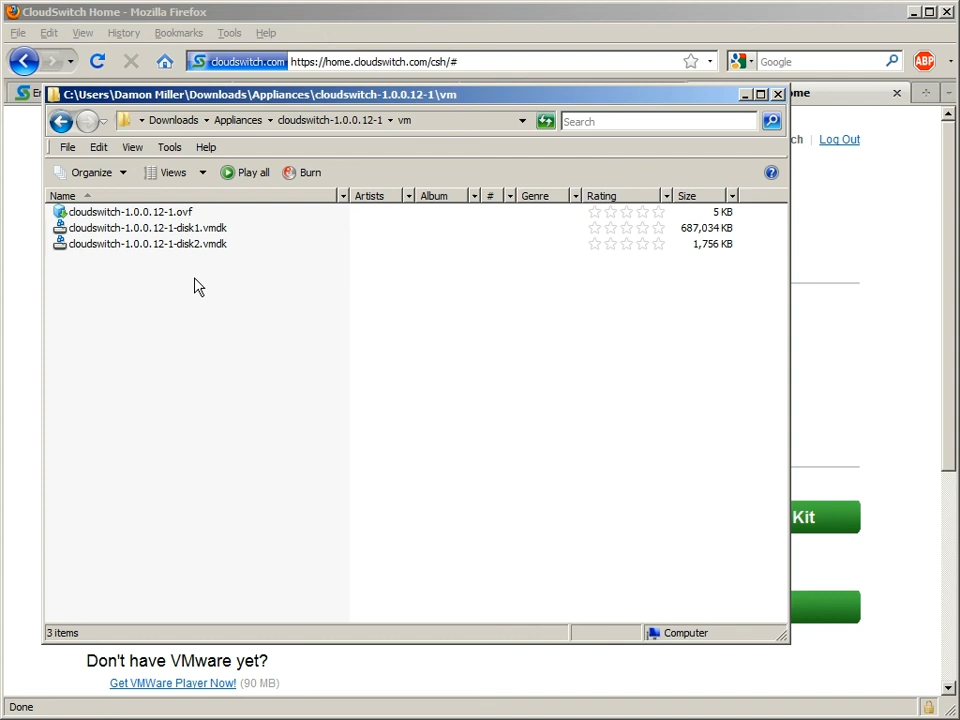 CloudSwitch Home - Mozilla Firefox
File Edit View History Bookmarks Tools Help
cloudswitch.com https://home.cloudswitch.com/csh/# Google ABP
C:\Users\Damon Miller\Downloads\Appliances\cloudswitch-1.0.0.12-1\vm
Downloads Appliances cloudswitch-1.0.0.12-1 vm Search
Log Out
File Edit View Tools Help
Organize Views Play all Burn
Name Artists Album # Genre Rating Size
cloudswitch-1.0.0.12-1.ovf 5 KB
cloudswitch-1.0.0.12-1-disk1.vmdk 687,034 KB
cloudswitch-1.0.0.12-1-disk2.vmdk 1,756 KB
Kit
3 items Computer
Don't have VMware yet?
Get VMWare Player Now! (90 MB)
Done